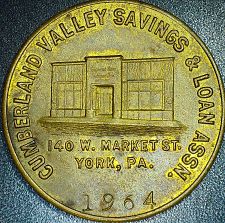 CUMBERLAND VALLEY SAVINGS & LOAN ASSN.
140 W. MARKET ST.
YORK, PA.
1964